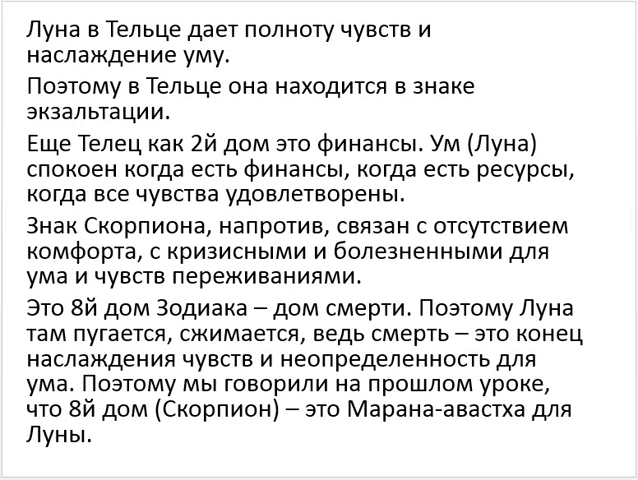 Луна в Тельце дает полноту чувств и
наслаждение уму.
Поэтому в Тельце она находится в знаке
экзальтации.
Еще Телец как 2й дом это финансы. Ум (Луна)
спокоен когда есть финансы, когда есть ресурсы,
когда все чувства удовлетворены.
Знак Скорпиона, напротив, связан с отсутствием
комфорта, с кризисными и болезненными для
ума и чувств переживаниями.
Это 8й дом Зодиака – дом смерти. Поэтому Луна
там пугается, сжимается, ведь смерть – это конец
наслаждения чувств и неопределенность для
ума. Поэтому мы говорили на прошлом уроке,
что 8й дом (Скорпион) – это Марана-авастха для
Луны.